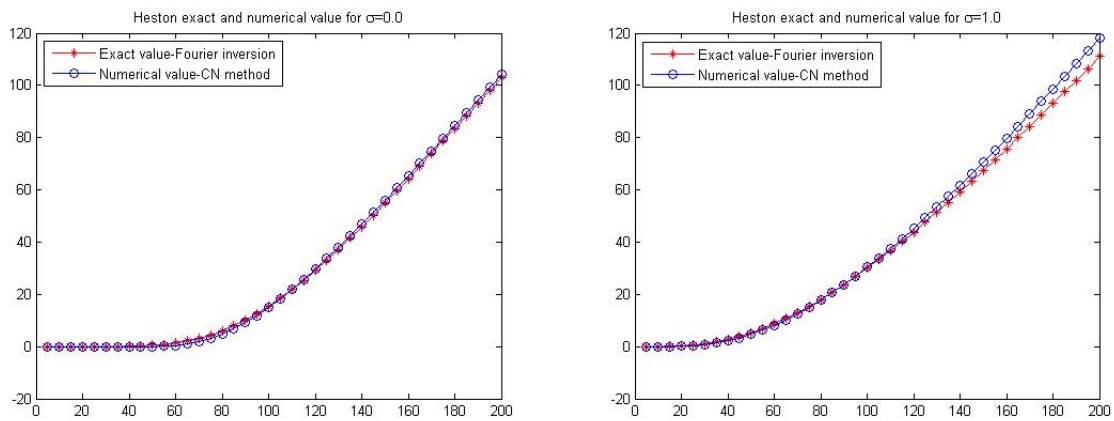 Heston exact and numerical value for σ=0.0
120
100
80
60
40
20
0
-20
Exact value-Fourier inversion
Numerical value-CN method
0 20 40 60 80 100 120 140 160 180 200
Heston exact and numerical value for σ=1.0
120
100
80
60
40
20
0
-20
Exact value-Fourier inversion
Numerical value-CN method
0 20 40 60 80 100 120 140 160 180 200